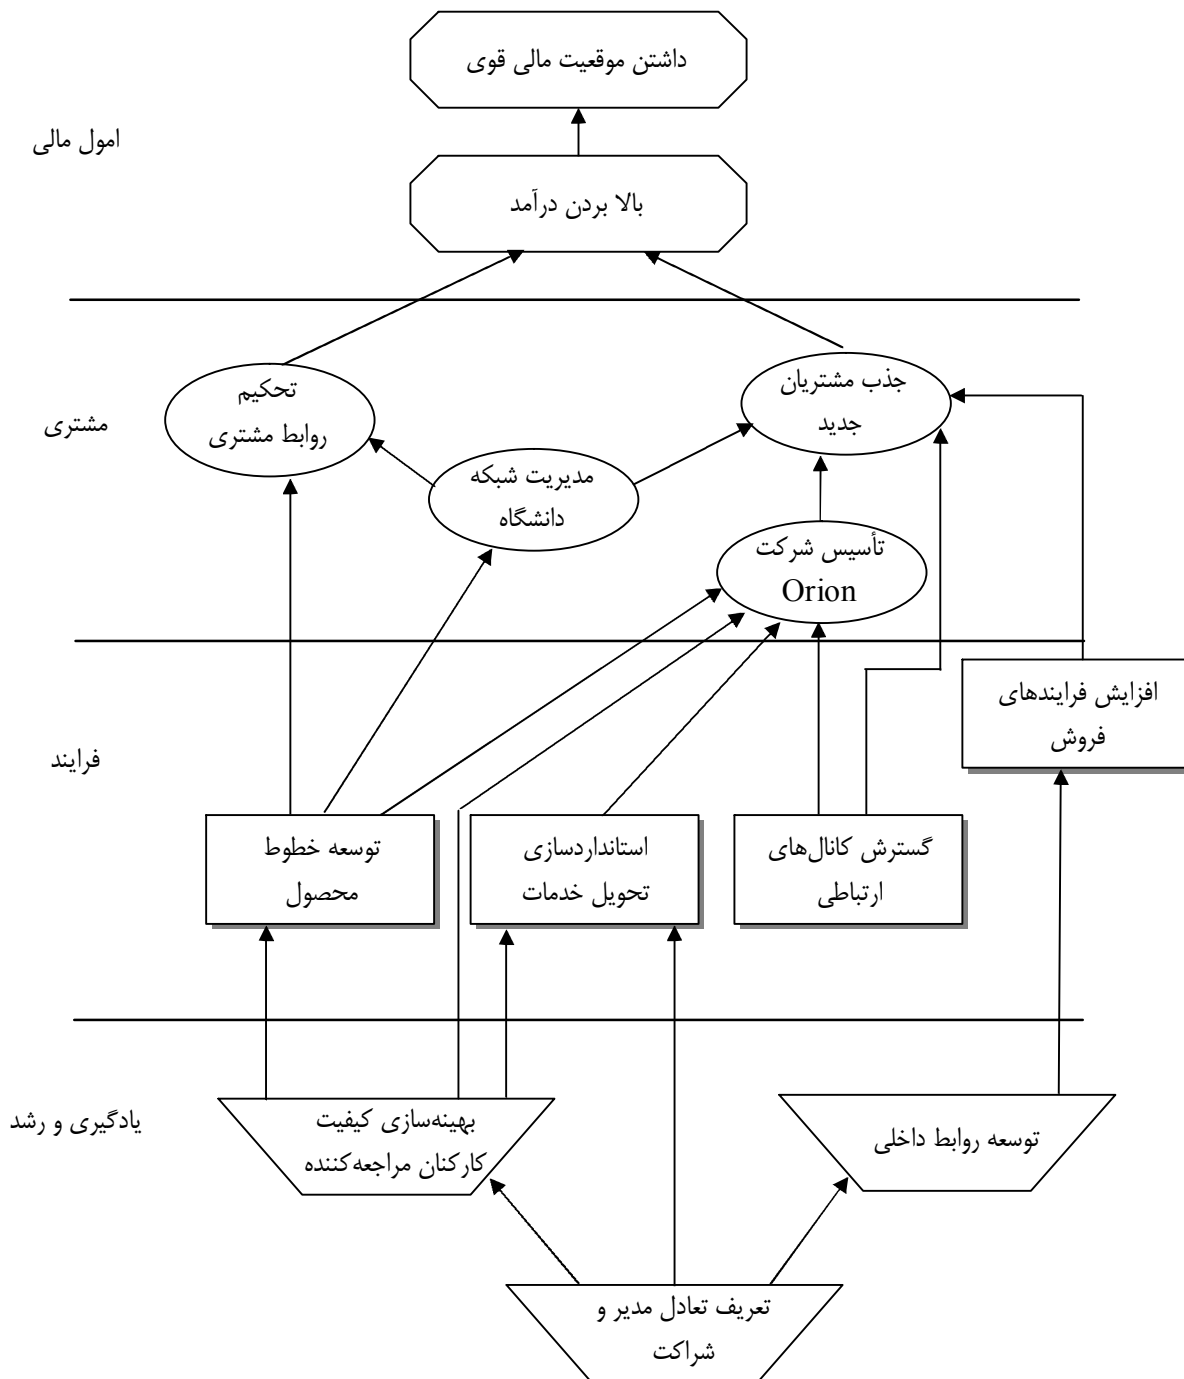 داشتن موقعیت مالی قوی
امول مالی
بالا بردن درآمد
جذب مشتریان
جدید
تحکیم
روابط مشتری
مشتری
مدیریت شبکه
دانشگاه
تأسیس شرکت
Orion
افزایش فرایندهای
فروش
فرایند
گسترش کانال‌های
ارتباطی
استانداردسازی
تحویل خدمات
توسعه خطوط
محصول
یادگیری و رشد
توسعه روابط داخلی
بهینه‌سازی کیفیت
کارکنان مراجعه‌کننده
تعریف تعادل مدیر و
شراکت